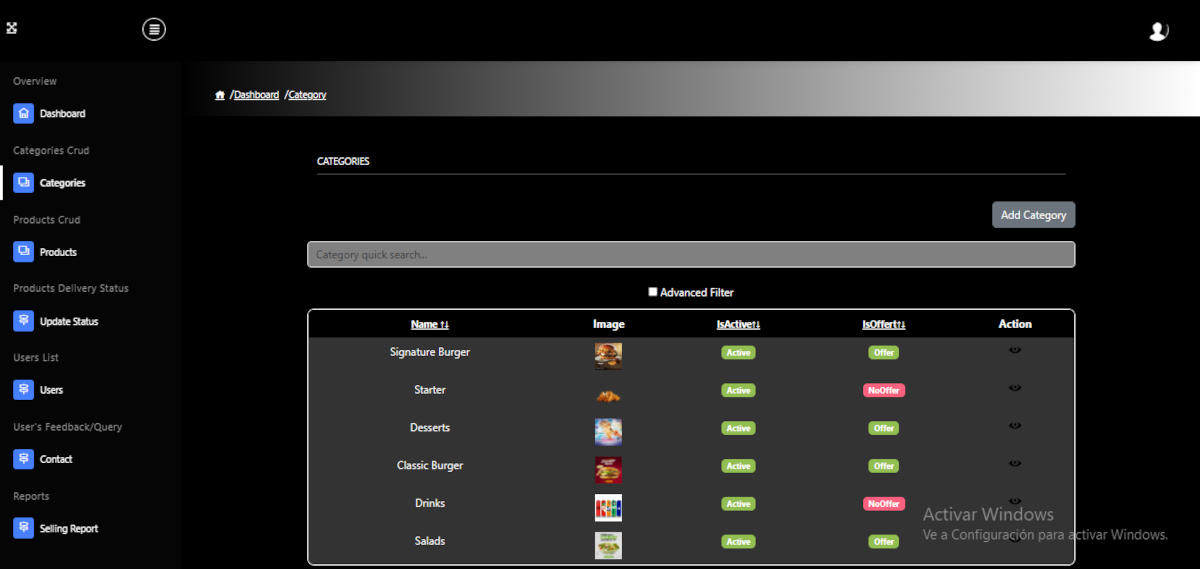 Overview
Dashboard
Categories Crud
Categories
Products Crud
Products
Products Delivery Status
Update Status
Users List
Users
User's Feedback/Query
Contact
Reports
Selling Report
/Dashboard /Category
CATEGORIES
Add Category
Category quick search...
Advanced Filter
Name ↑↓ Image IsActive↑↓ IsOffert↑↓ Action
Signature Burger Active Offer
Starter Active NoOffer
Desserts Active Offer
Classic Burger Active Offer
Drinks Active NoOffer
Salads Active Offer
Activar Windows
Ve a Configuración para activar Windows.